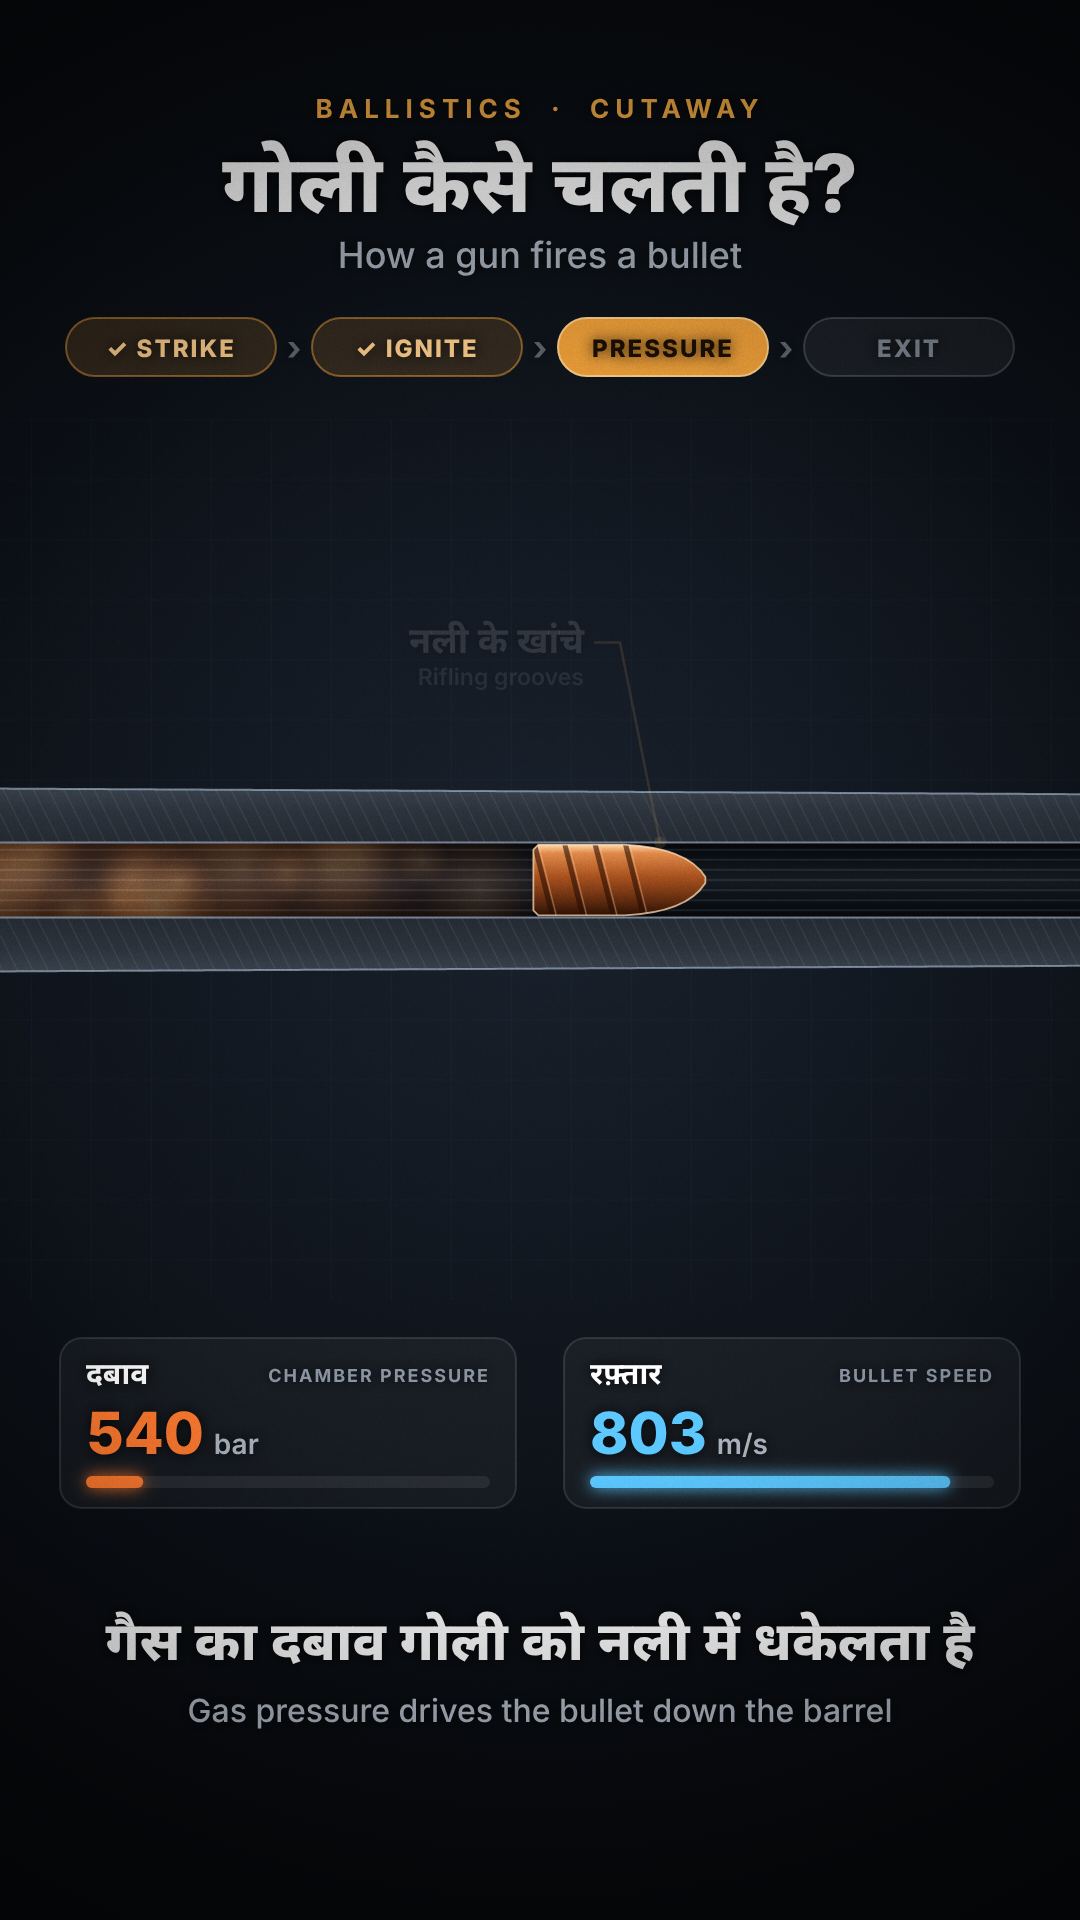 BALLISTICS · CUTAWAY
गोली कैसे चलती है?
How a gun fires a bullet
✓ STRIKE › ✓ IGNITE › PRESSURE › EXIT
नली के खांचे
Rifling grooves
दबाव CHAMBER PRESSURE
540 bar
रफ़्तार BULLET SPEED
803 m/s
गैस का दबाव गोली को नली में धकेलता है
Gas pressure drives the bullet down the barrel